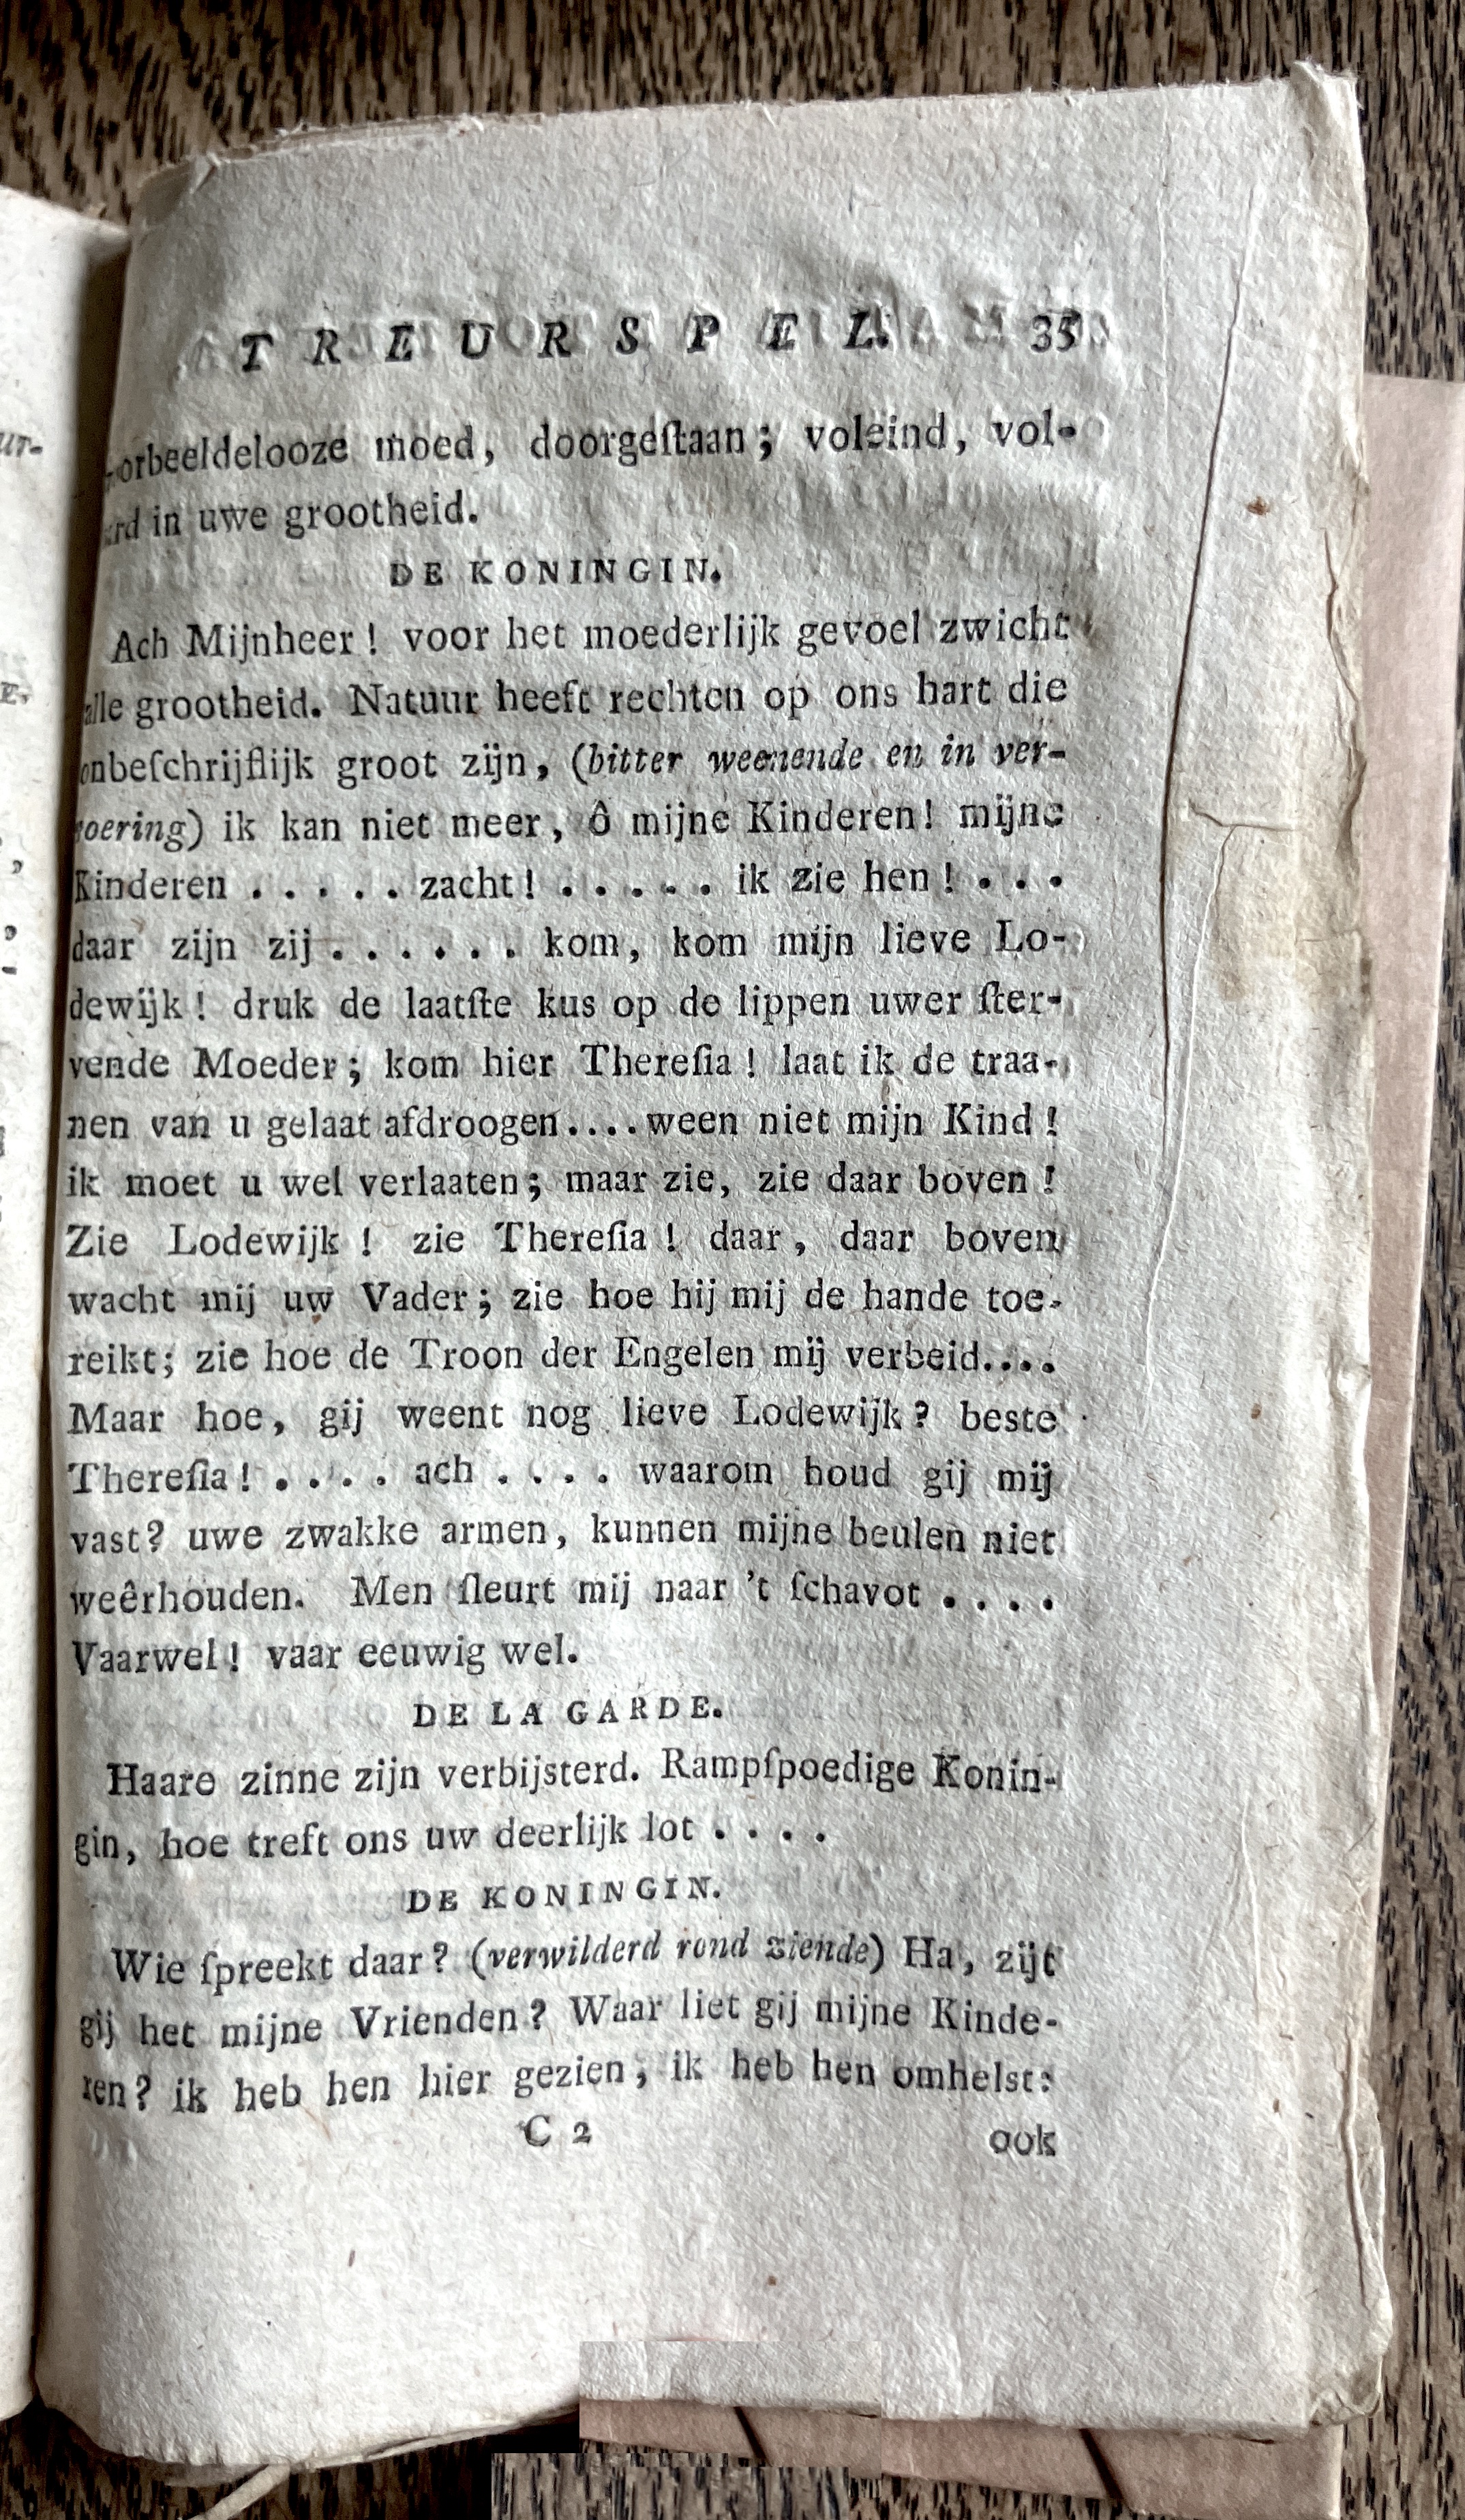 TREURSPEL. 35
orbeeldelooze moed, doorgeſtaan; voleind, vol-
rd in uwe grootheid.
DE KONINGIN.
Ach Mijnheer! voor het moederlijk gevoel zwicht
alle grootheid. Natuur heeft rechten op ons hart die
onbeſchrijflijk groot zijn, (bitter weenende en in ver-
voering) ik kan niet meer, ô mijne Kinderen! mijne
Kinderen . . . . . zacht! . . . . . ik zie hen! . . .
daar zijn zij . . . . . . kom, kom mijn lieve Lo-
dewijk! druk de laatſte kus op de lippen uwer ſter-
vende Moeder; kom hier Thereſia! laat ik de traa-
nen van u gelaat afdroogen....ween niet mijn Kind!
ik moet u wel verlaaten; maar zie, zie daar boven!
Zie Lodewijk! zie Thereſia! daar, daar boven
wacht mij uw Vader; zie hoe hij mij de hande toe-
reikt; zie hoe de Troon der Engelen mij verbeid....
Maar hoe, gij weent nog lieve Lodewijk? beste
Thereſia! . . . . ach . . . . waarom houd gij mij
vast? uwe zwakke armen, kunnen mijne beulen niet
weêrhouden. Men ſleurt mij naar 't ſchavot . . . .
Vaarwel! vaar eeuwig wel.
DE LA GARDE.
Haare zinne zijn verbijsterd. Rampſpoedige Konin-
gin, hoe treft ons uw deerlijk lot . . . .
DE KONINGIN.
Wie ſpreekt daar? (verwilderd rond ziende) Ha, zijt
gij het mijne Vrienden? Waar liet gij mijne Kinde-
ren? ik heb hen hier gezien, ik heb hen omhelst:
C 2 ook